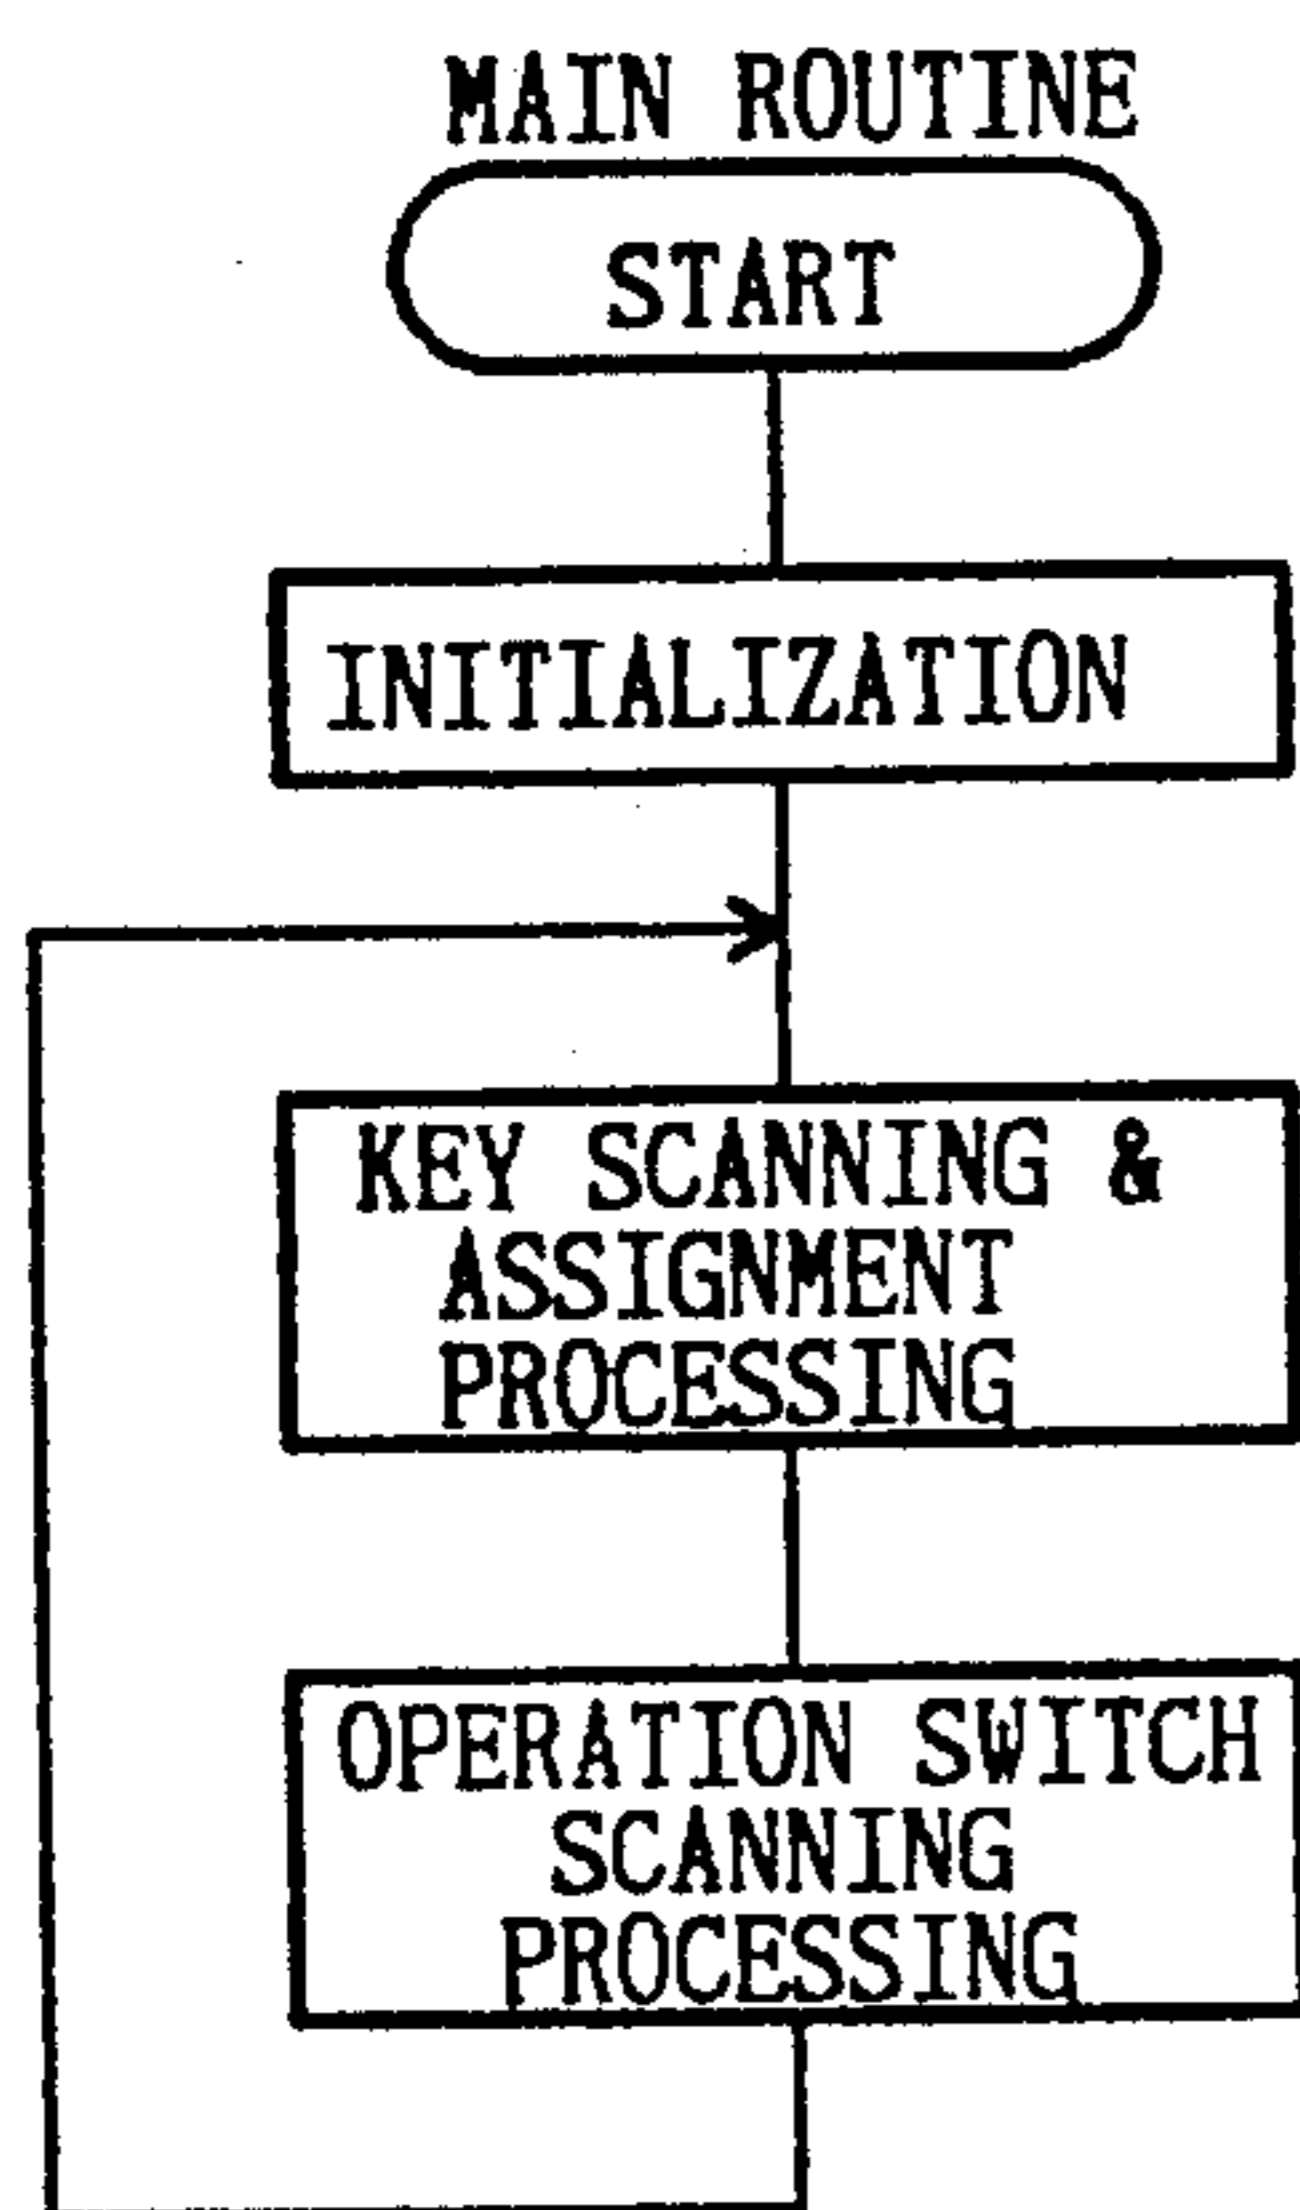 MAIN ROUTINE
START
INITIALIZATION
KEY SCANNING &
ASSIGNMENT
PROCESSING
OPERATION SWITCH
SCANNING
PROCESSING